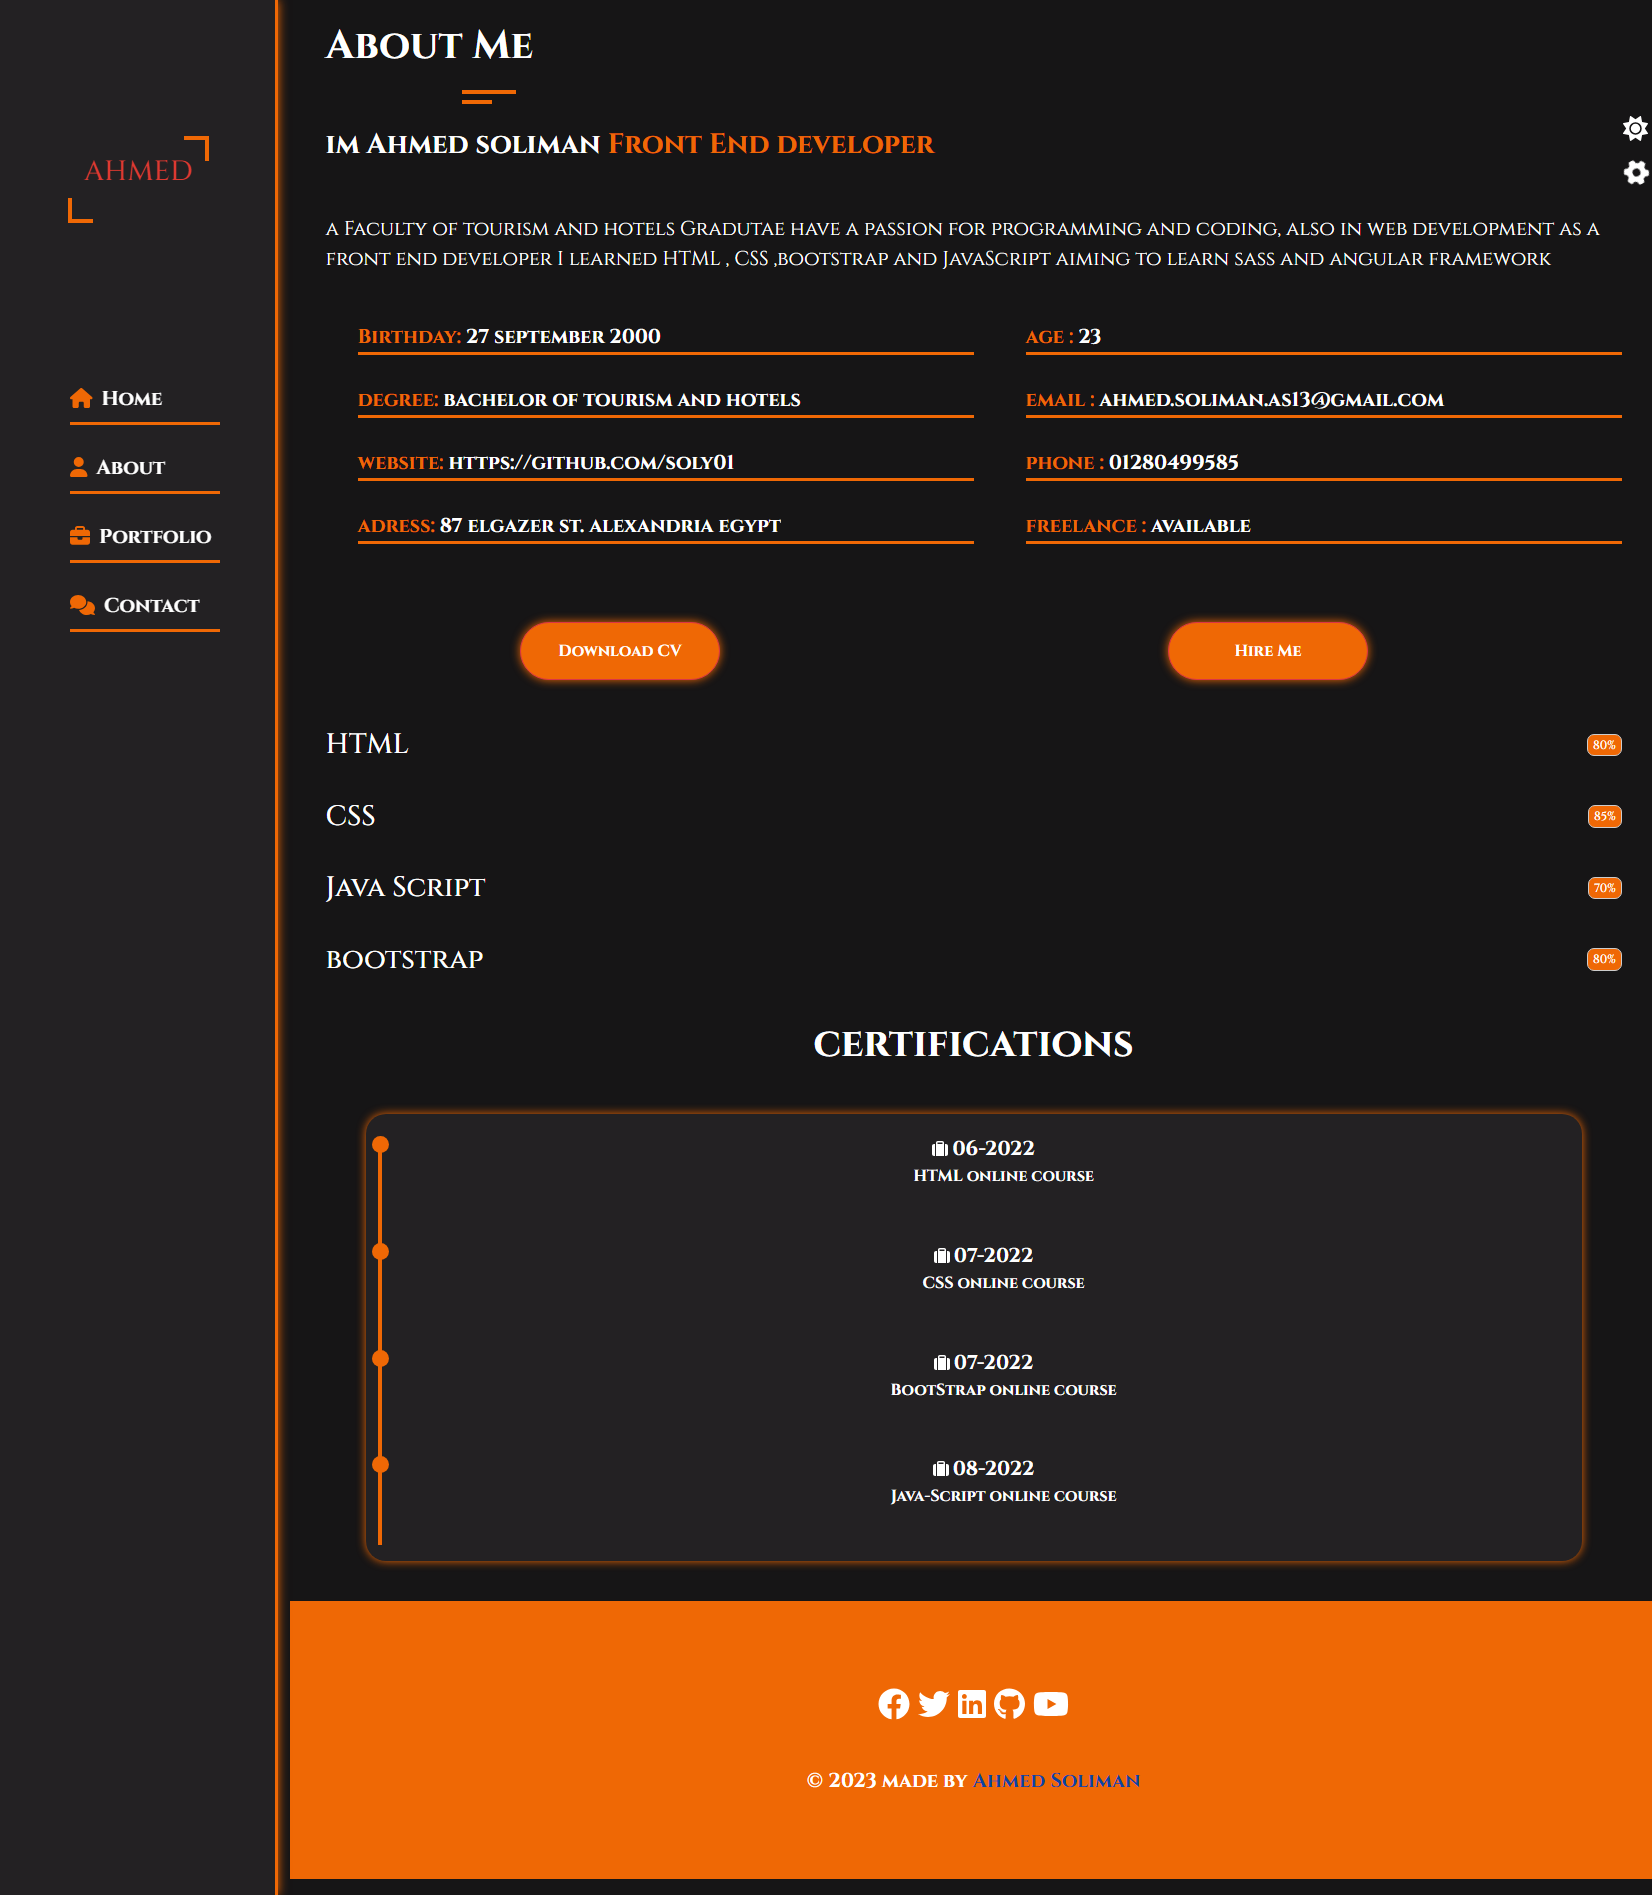 AHMED
Home
About
Portfolio
Contact
About Me
im Ahmed soliman Front End developer
a Faculty of tourism and hotels Gradutae have a passion for programming and coding, also in web development as a
front end developer I learned HTML , CSS ,bootstrap and JavaScript aiming to learn sass and angular framework
Birthday: 27 september 2000
age : 23
degree: bachelor of tourism and hotels
email : ahmed.soliman.as13@gmail.com
website: https://github.com/soly01
phone : 01280499585
adress: 87 elgazer st. alexandria egypt
freelance : available
Download CV
Hire Me
HTML
80%
CSS
85%
Java Script
70%
bootstrap
80%
certifications
06-2022
HTML online course
07-2022
CSS online course
07-2022
BootStrap online course
08-2022
Java-Script online course
© 2023 made by Ahmed Soliman